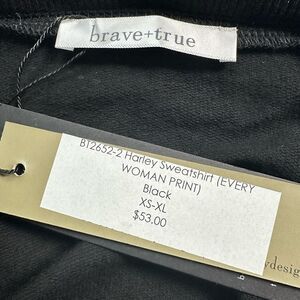 brave+true
B12652-2 Harley Sweatshirt (EVERY
WOMAN PRINT)
Black
XS-XL
$53.00